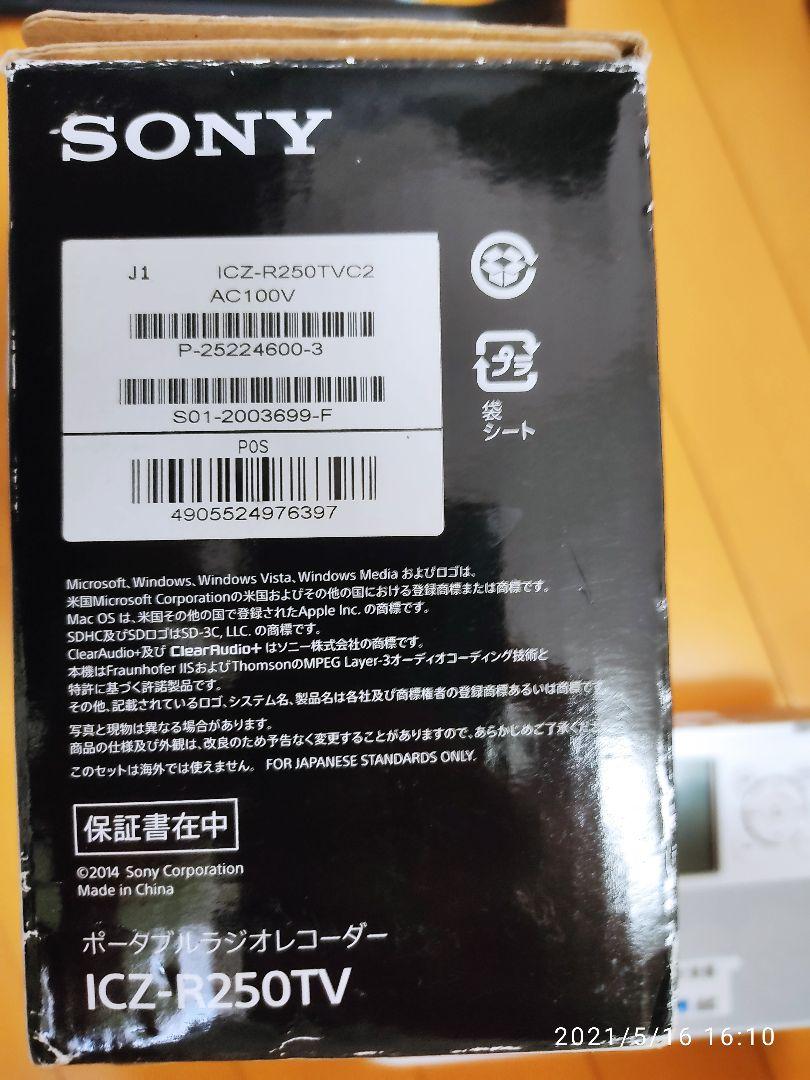 SONY
J1 ICZ-R250TVC2
AC100V
P-25224600-3
S01-2003699-F
POS
4905524976397
プラ
袋
シート
Microsoft、Windows、Windows Vista、Windows Media およびロゴは、
米国Microsoft Corporationの米国およびその他の国における登録商標または商標です。
Mac OS は、米国その他の国で登録されたApple Inc. の商標です。
SDHC及びSDロゴはSD-3C, LLC. の商標です。
ClearAudio+及び ClearAudio+ はソニー株式会社の商標です。
本機はFraunhofer IISおよびThomsonのMPEG Layer-3オーディオコーディング技術と
特許に基づく許諾製品です。
その他、記載されているロゴ、システム名、製品名は各社及び商標権者の登録商標あるいは商標です。
写真と現物は異なる場合があります。
商品の仕様及び外観は、改良のため予告なく変更することがありますので、あらかじめご了承くだ
このセットは海外では使えません。 FOR JAPANESE STANDARDS ONLY.
保証書在中
©2014 Sony Corporation
Made in China
ポータブルラジオレコーダー
ICZ-R250TV
2021/5/16 16:10